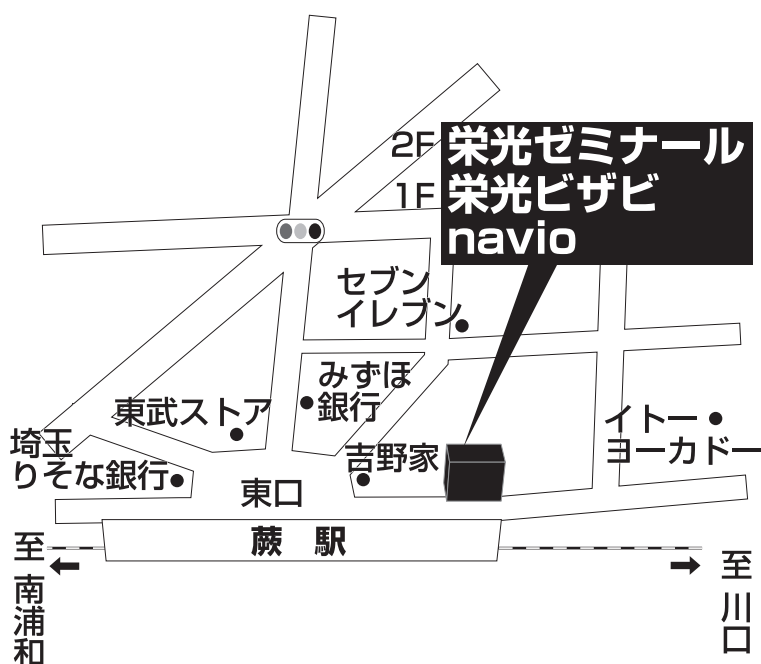 2F 栄光ゼミナール
1F 栄光ビザビ
navio
セブン
イレブン
みずほ
銀行
東武ストア
イトー
ヨーカドー
埼玉
りそな銀行
吉野家
東口
蕨 駅
至 南浦和
至 川口